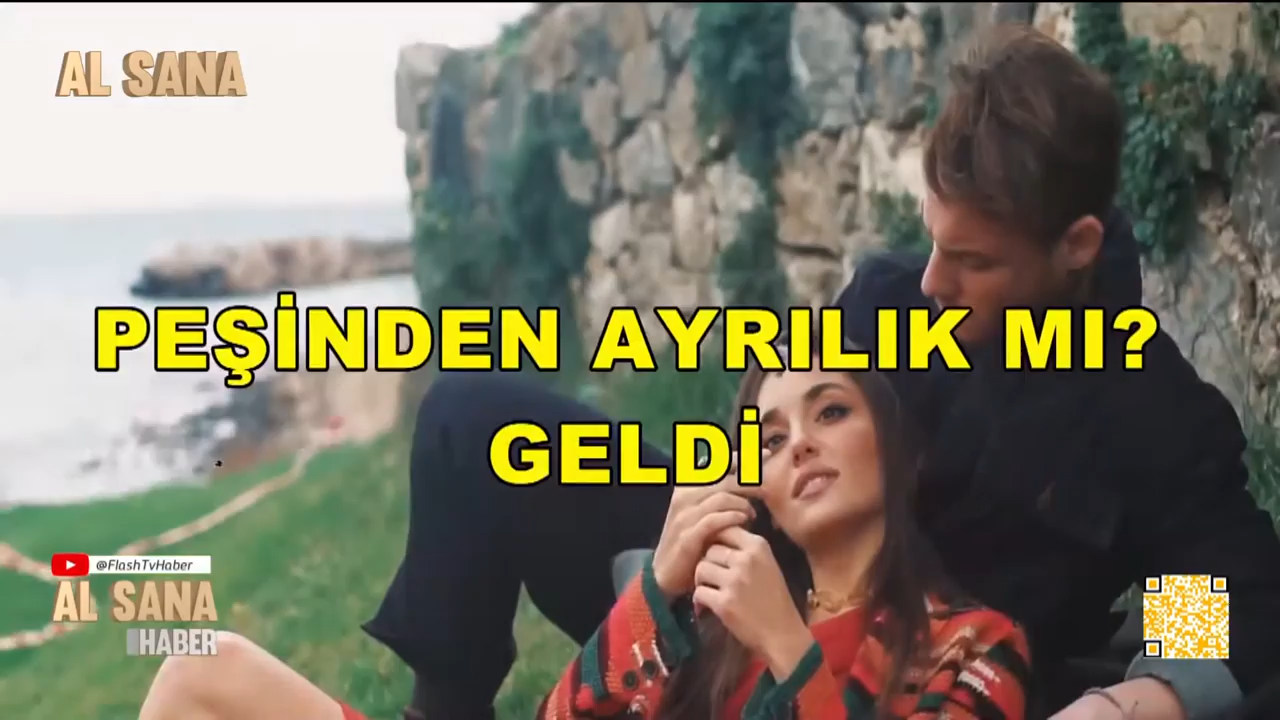 AL SANA
PEŞİNDEN AYRILIK MI?
GELDİ
@FlashTvHaber
AL SANA
HABER